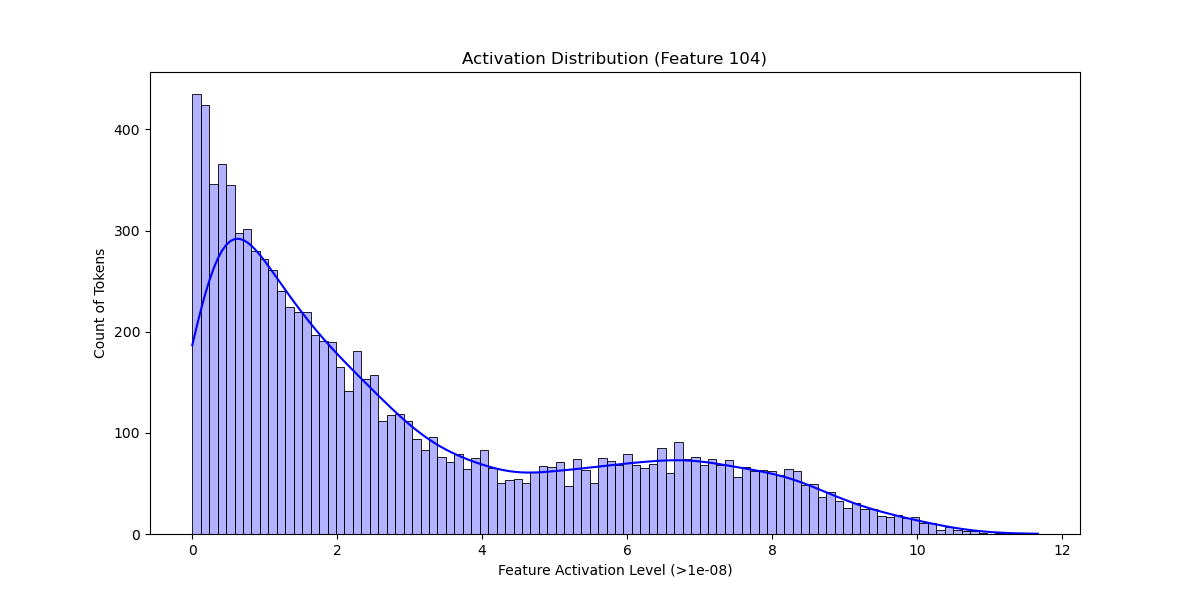 Activation Distribution (Feature 104)
400
300
200
100
0
Count of Tokens
0 2 4 6 8 10 12
Feature Activation Level (>1e-08)